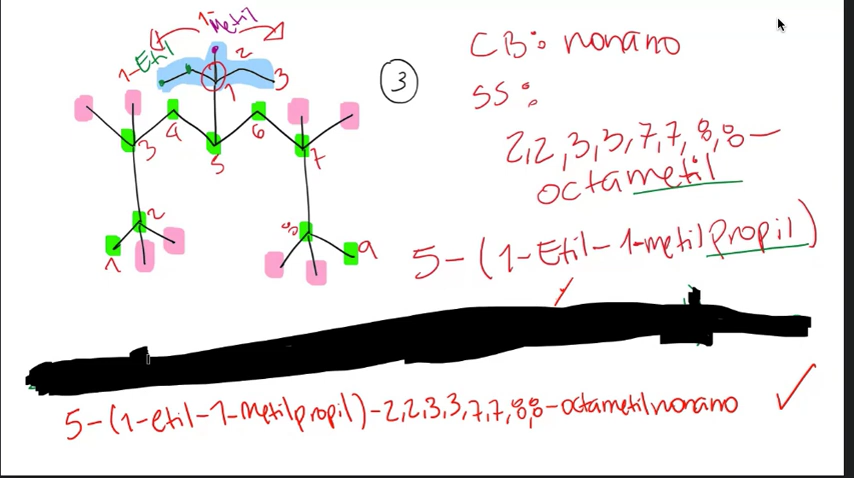 1-Metil
1-Etil
2
3
1
3
4
5
6
7
2
1
8
9
3
CB: nonano
SS:
2,2,3,3,7,7,8,8-
octametil
5-(1-Etil-1-metilpropil)
5-(1-etil-1-metilpropil)-2,2,3,3,7,7,8,8-octametilnonano